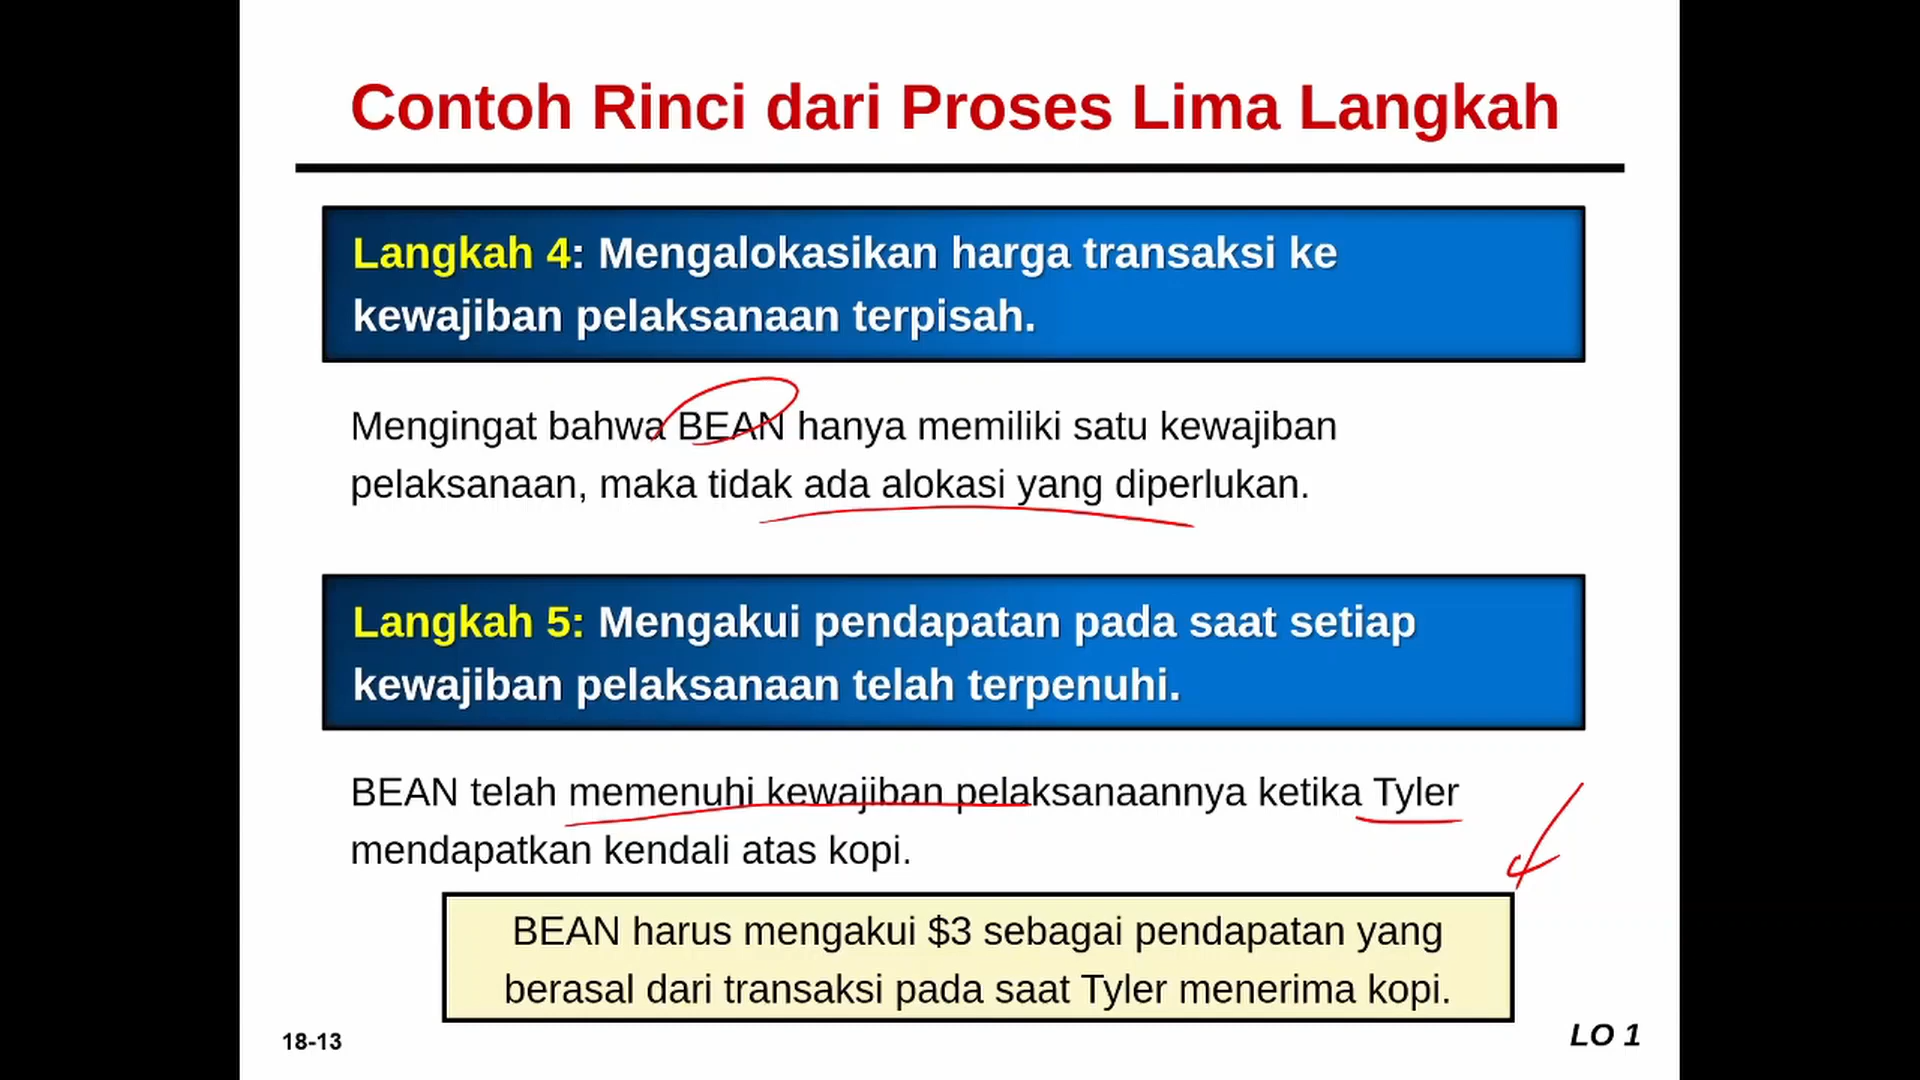 Contoh Rinci dari Proses Lima Langkah
Langkah 4: Mengalokasikan harga transaksi ke
kewajiban pelaksanaan terpisah.
Mengingat bahwa BEAN hanya memiliki satu kewajiban
pelaksanaan, maka tidak ada alokasi yang diperlukan.
Langkah 5: Mengakui pendapatan pada saat setiap
kewajiban pelaksanaan telah terpenuhi.
BEAN telah memenuhi kewajiban pelaksanaannya ketika Tyler
mendapatkan kendali atas kopi.
BEAN harus mengakui $3 sebagai pendapatan yang
berasal dari transaksi pada saat Tyler menerima kopi.
18-13
LO 1